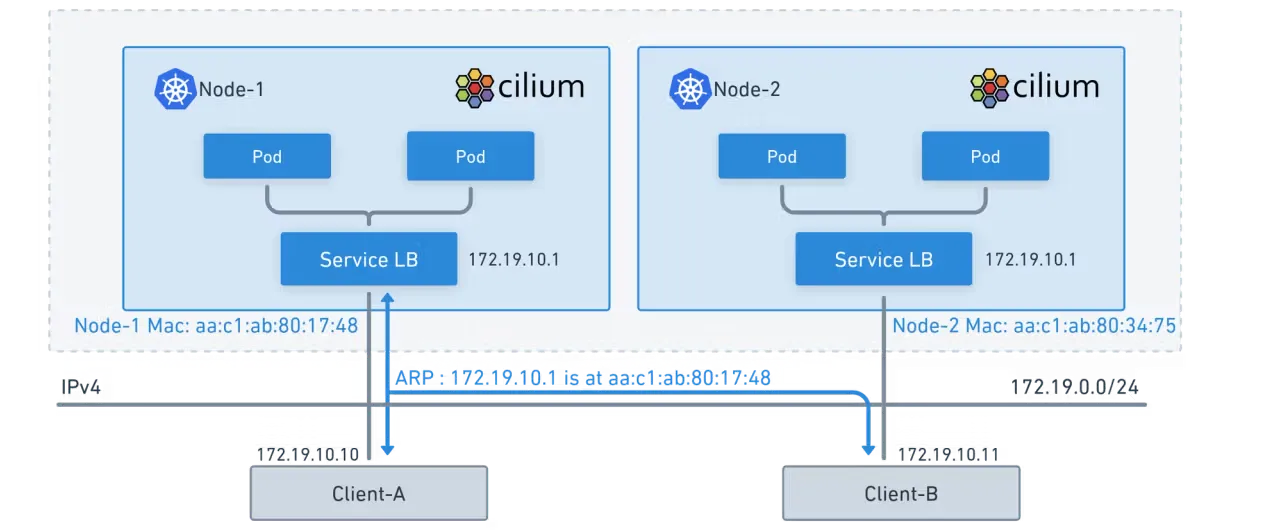 Node-1
cilium
Node-2
cilium
Pod
Pod
Pod
Pod
Service LB
172.19.10.1
Service LB
172.19.10.1
Node-1 Mac: aa:c1:ab:80:17:48
Node-2 Mac: aa:c1:ab:80:34:75
ARP : 172.19.10.1 is at aa:c1:ab:80:17:48
IPv4
172.19.0.0/24
172.19.10.10
172.19.10.11
Client-A
Client-B